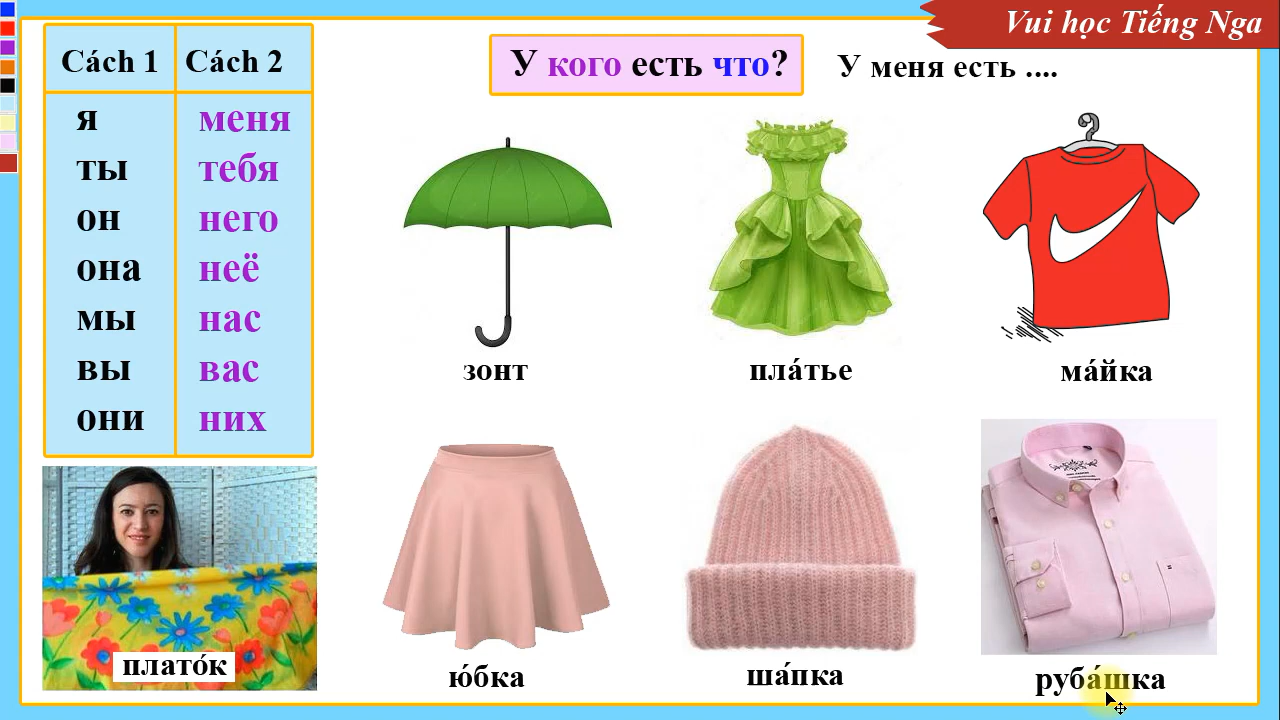 Vui học Tiếng Nga
Cách 1 Cách 2
я меня
ты тебя
он него
она неё
мы нас
вы вас
они них
У кого есть что?
У меня есть ....
зонт
пла́тье
ма́йка
ю́бка
ша́пка
руба́шка
плато́к